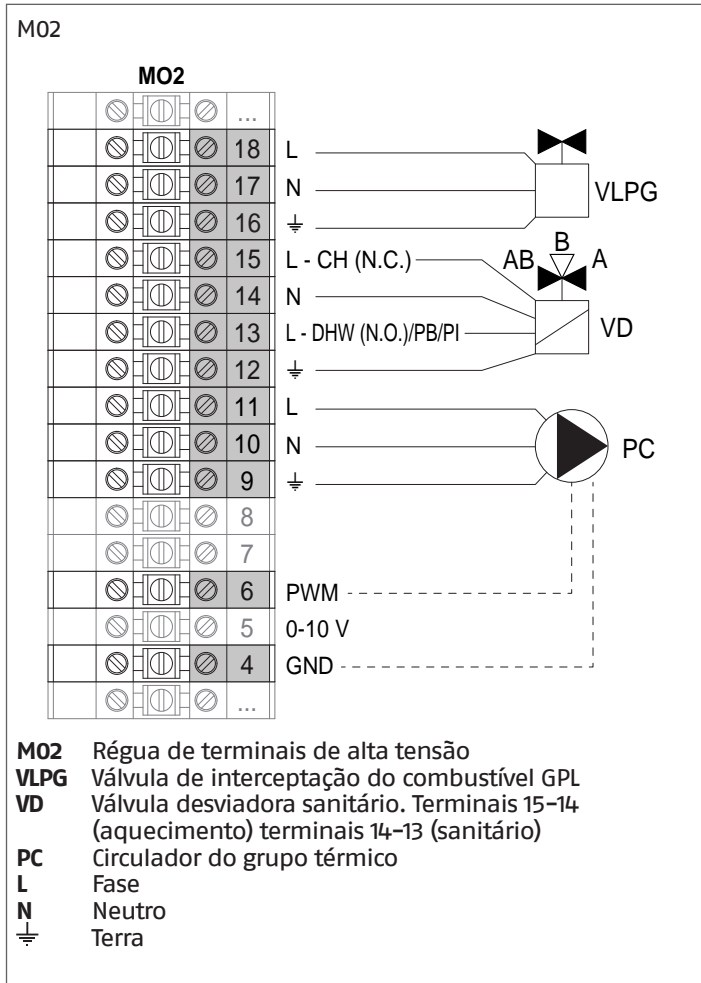 M02
MO2
...
18 L
17 N VLPG
16
15 L - CH (N.C.) AB B A
14 N
13 L - DHW (N.O.)/PB/PI VD
12
11 L
10 N PC
9
8
7
6 PWM
5 0-10 V
4 GND
...
M02 Régua de terminais de alta tensão
VLPG Válvula de interceptação do combustível GPL
VD Válvula desviadora sanitário. Terminais 15-14
(aquecimento) terminais 14-13 (sanitário)
PC Circulador do grupo térmico
L Fase
N Neutro
⏚ Terra